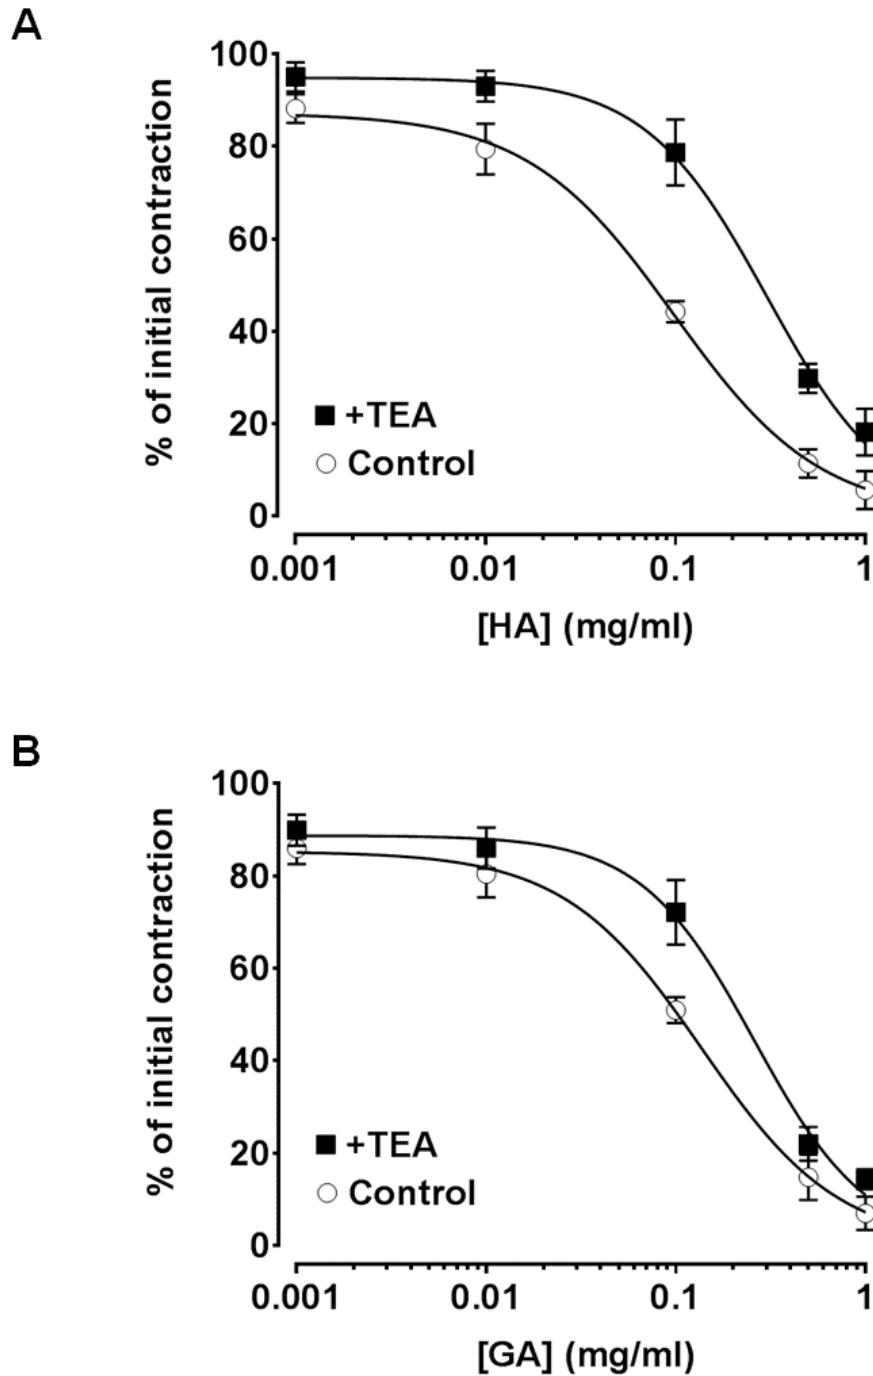 A
% of initial contraction
100
80
60
40
20
0
+TEA
Control
0.001 0.01 0.1 1
[HA] (mg/ml)
B
% of initial contraction
100
80
60
40
20
0
+TEA
Control
0.001 0.01 0.1 1
[GA] (mg/ml)